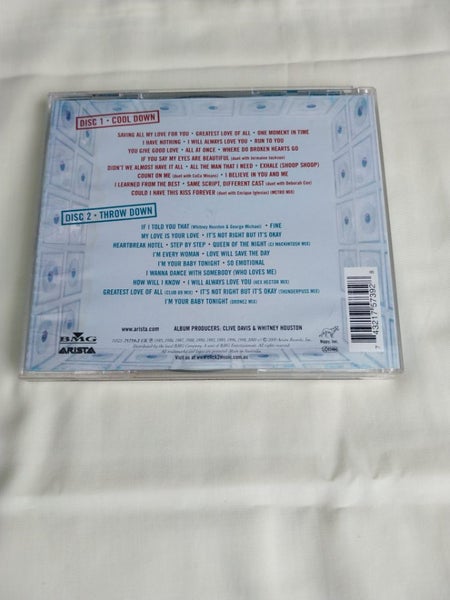 DISC 1 • COOL DOWN
SAVING ALL MY LOVE FOR YOU • GREATEST LOVE OF ALL • ONE MOMENT IN TIME
I HAVE NOTHING • I WILL ALWAYS LOVE YOU • RUN TO YOU
YOU GIVE GOOD LOVE • ALL AT ONCE • WHERE DO BROKEN HEARTS GO
IF YOU SAY MY EYES ARE BEAUTIFUL (duet with Jermaine Jackson)
DIDN'T WE ALMOST HAVE IT ALL • ALL THE MAN THAT I NEED • EXHALE (SHOOP SHOOP)
COUNT ON ME (duet with CeCe Winans) • I BELIEVE IN YOU AND ME
I LEARNED FROM THE BEST • SAME SCRIPT, DIFFERENT CAST (duet with Deborah Cox)
COULD I HAVE THIS KISS FOREVER (duet with Enrique Iglesias) (METRO MIX)
DISC 2 • THROW DOWN
IF I TOLD YOU THAT (Whitney Houston & George Michael) • FINE
MY LOVE IS YOUR LOVE • IT'S NOT RIGHT BUT IT'S OKAY
HEARTBREAK HOTEL • STEP BY STEP • QUEEN OF THE NIGHT (CJ MACKINTOSH MIX)
I'M EVERY WOMAN • LOVE WILL SAVE THE DAY
I'M YOUR BABY TONIGHT • SO EMOTIONAL
I WANNA DANCE WITH SOMEBODY (WHO LOVES ME)
HOW WILL I KNOW • I WILL ALWAYS LOVE YOU (HEX HECTOR MIX)
GREATEST LOVE OF ALL (CLUB 69 MIX) • IT'S NOT RIGHT BUT IT'S OKAY (THUNDERPUSS MIX)
I'M YOUR BABY TONIGHT (DRONEZ MIX)
www.arista.com ALBUM PRODUCERS: CLIVE DAVIS & WHITNEY HOUSTON
BMG
ARISTA
Nippy, Inc.
7 43217 57392 8